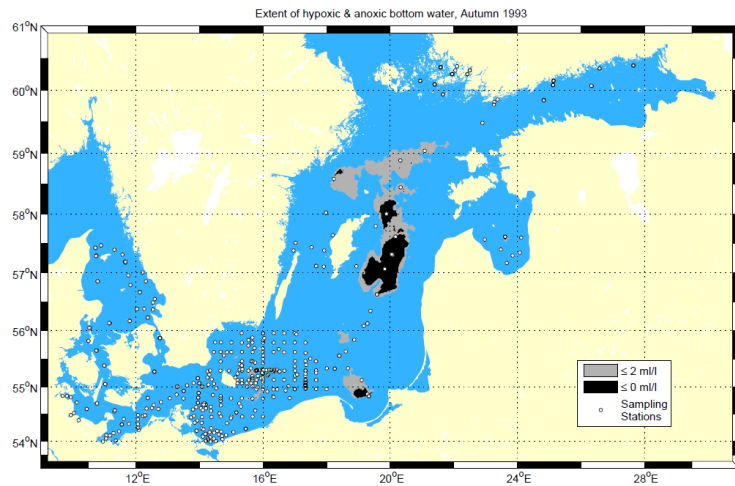 Extent of hypoxic & anoxic bottom water, Autumn 1993
61°N
60°N
59°N
58°N
57°N
56°N
55°N
54°N
≤ 2 ml/l
≤ 0 ml/l
Sampling
Stations
12°E
16°E
20°E
24°E
28°E